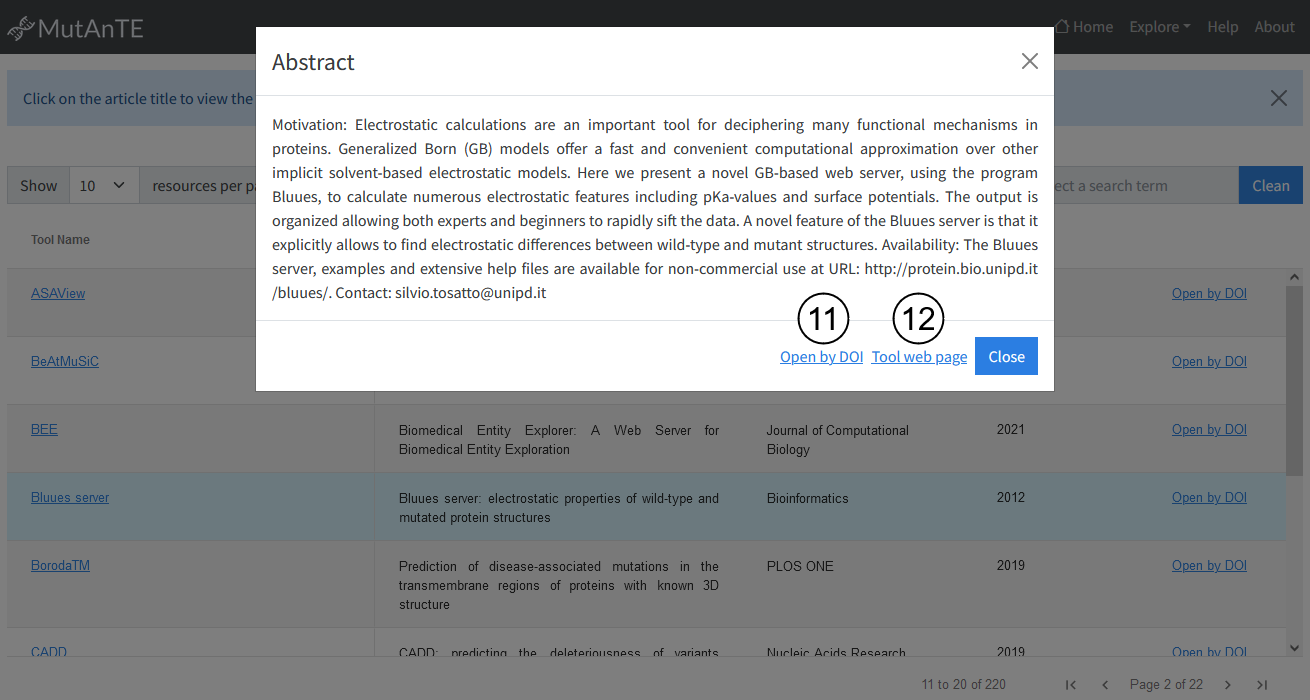 MutAnTE
Home Explore Help About
Click on the article title to view the
Abstract
Motivation: Electrostatic calculations are an important tool for deciphering many functional mechanisms in
proteins. Generalized Born (GB) models offer a fast and convenient computational approximation over other
implicit solvent-based electrostatic models. Here we present a novel GB-based web server, using the program
Bluues, to calculate numerous electrostatic features including pKa-values and surface potentials. The output is
organized allowing both experts and beginners to rapidly sift the data. A novel feature of the Bluues server is that it
explicitly allows to find electrostatic differences between wild-type and mutant structures. Availability: The Bluues
server, examples and extensive help files are available for non-commercial use at URL: http://protein.bio.unipd.it
/bluues/. Contact: silvio.tosatto@unipd.it
11 12
Open by DOI Tool web page Close
Show 10 resources per
a search term Clean
Tool Name
ASAView Open by DOI
BeAtMuSiC Open by DOI
BEE Biomedical Entity Explorer: A Web Server for Journal of Computational 2021 Open by DOI
Biomedical Entity Exploration Biology
Bluues server Bluues server: electrostatic properties of wild-type and Bioinformatics 2012 Open by DOI
mutated protein structures
BorodaTM Prediction of disease-associated mutations in the PLOS ONE 2019 Open by DOI
transmembrane regions of proteins with known 3D
structure
CADD CADD: predicting the deleteriousness of variants Nucleic Acids Research 2019 Open by DOI
11 to 20 of 220 Page 2 of 22